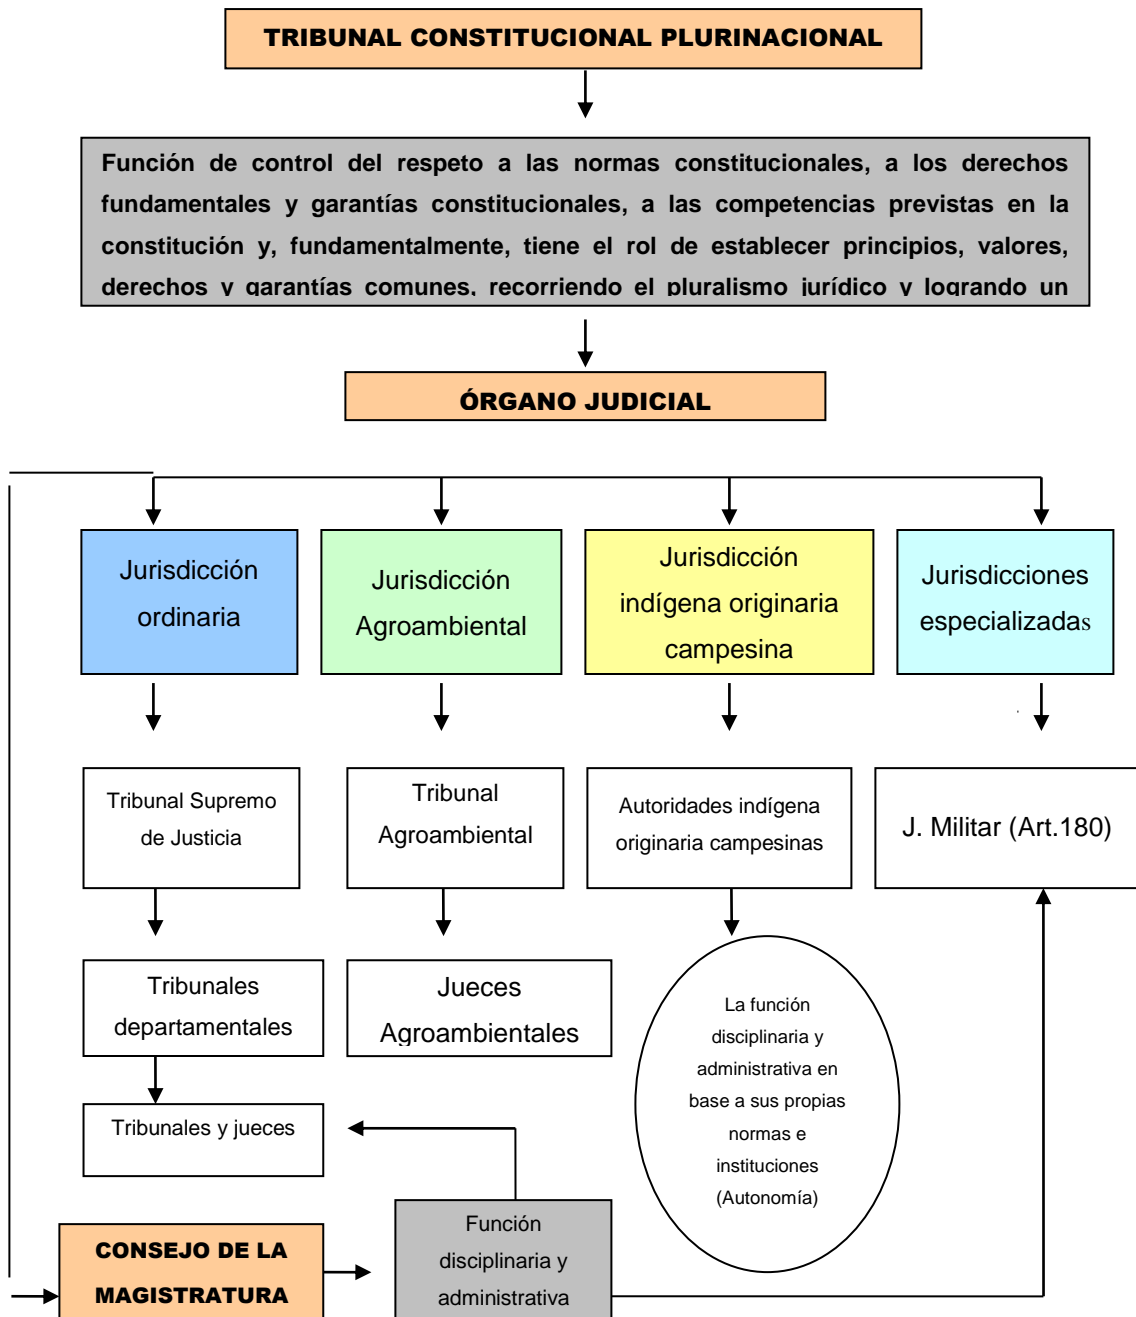 TRIBUNAL CONSTITUCIONAL PLURINACIONAL
Función de control del respeto a las normas constitucionales, a los derechos
fundamentales y garantías constitucionales, a las competencias previstas en la
constitución y, fundamentalmente, tiene el rol de establecer principios, valores,
derechos y garantías comunes, recorriendo el pluralismo jurídico y logrando un
ÓRGANO JUDICIAL
Jurisdicción
ordinaria
Jurisdicción
Agroambiental
Jurisdicción
indígena originaria
campesina
Jurisdicciones
especializadas
Tribunal Supremo
de Justicia
Tribunal
Agroambiental
Autoridades indígena
originaria campesinas
J. Militar (Art.180)
Tribunales
departamentales
Jueces
Agroambientales
La función
disciplinaria y
administrativa en
base a sus propias
normas e
instituciones
(Autonomía)
Tribunales y jueces
CONSEJO DE LA
MAGISTRATURA
Función
disciplinaria y
administrativa